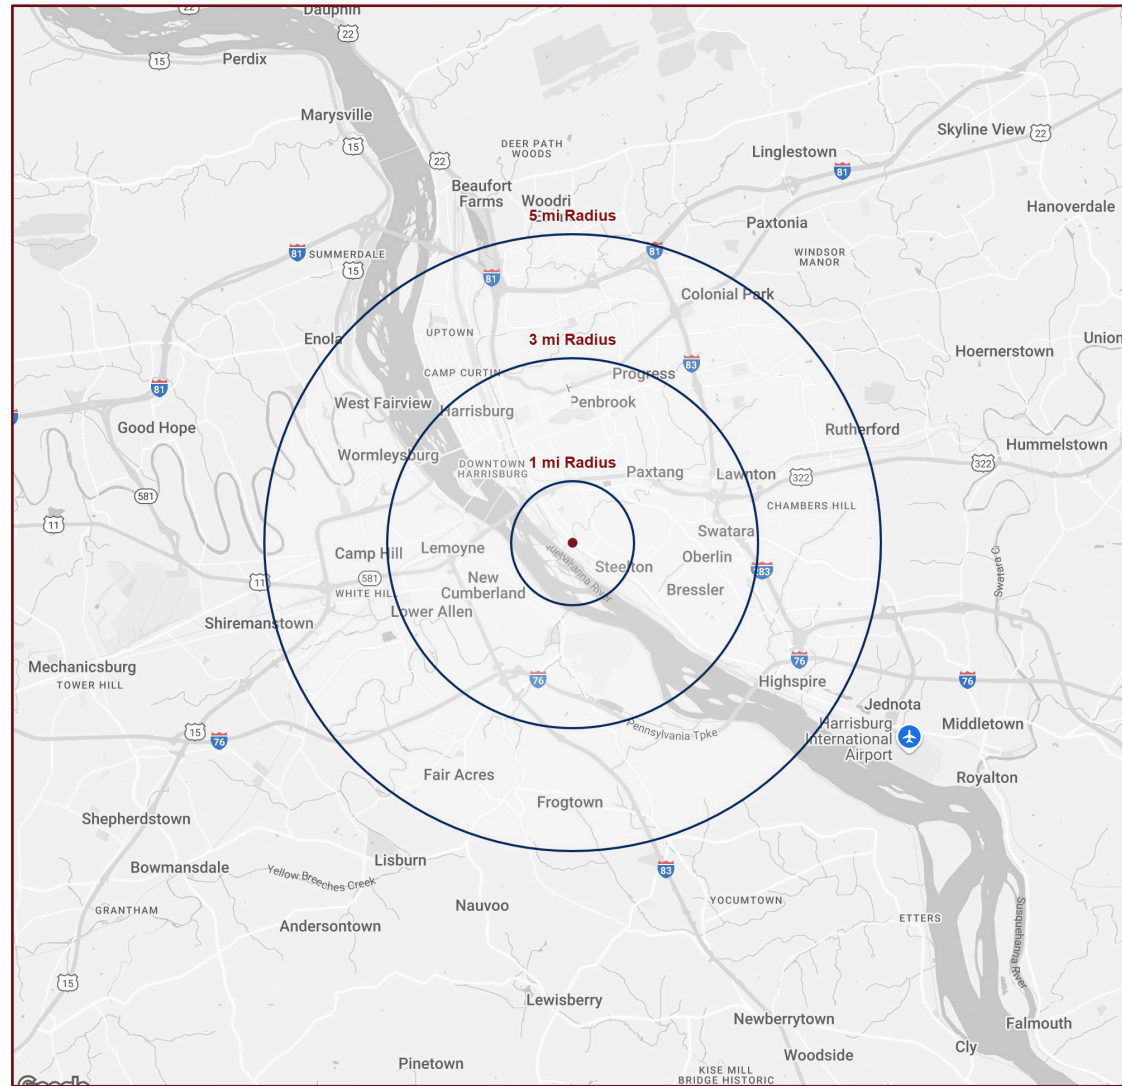 Dauphin
22
22
15
Perdix
Marysville
15
22
DEER PATH
WOODS
Skyline View
22
Linglestown
81
Beaufort
Farms
Woodri
5 mi Radius
Hanoverdale
Paxtonia
81
SUMMERDALE
15
81
81
WINDSOR
MANOR
Colonial Park
UPTOWN
Enola
3 mi Radius
Union
Hoernerstown
CAMP CURTIN
Progress
83
81
West Fairview
Harrisburg
Penbrook
Good Hope
Rutherford
Hummelstown
Wormleysburg
DOWNTOWN
HARRISBURG
1 mi Radius
Paxtang
Lawnton
322
322
581
CHAMBERS HILL
11
Swatara
Camp Hill
Lemoyne
Steelton
Oberlin
Swatara C.
11
581
New
Cumberland
Bressler
283
WHITE HILL
Lower Allen
Shiremanstown
Mechanicsburg
TOWER HILL
76
76
76
Highspire
Jednota
Harrisburg
International
Airport
Middletown
15
76
Pennsylvania Tpke
Fair Acres
Royalton
Frogtown
Shepherdstown
Bowmansdale
Lisburn
83
Yellow Breeches Creek
GRANTHAM
Nauvoo
YOCUMTOWN
ETTERS
Andersontown
Susquehanna River
15
Lewisberry
Newberrytown
Falmouth
Cly
Woodside
Pinetown
KISE MILL
BRIDGE HISTORIC
Google